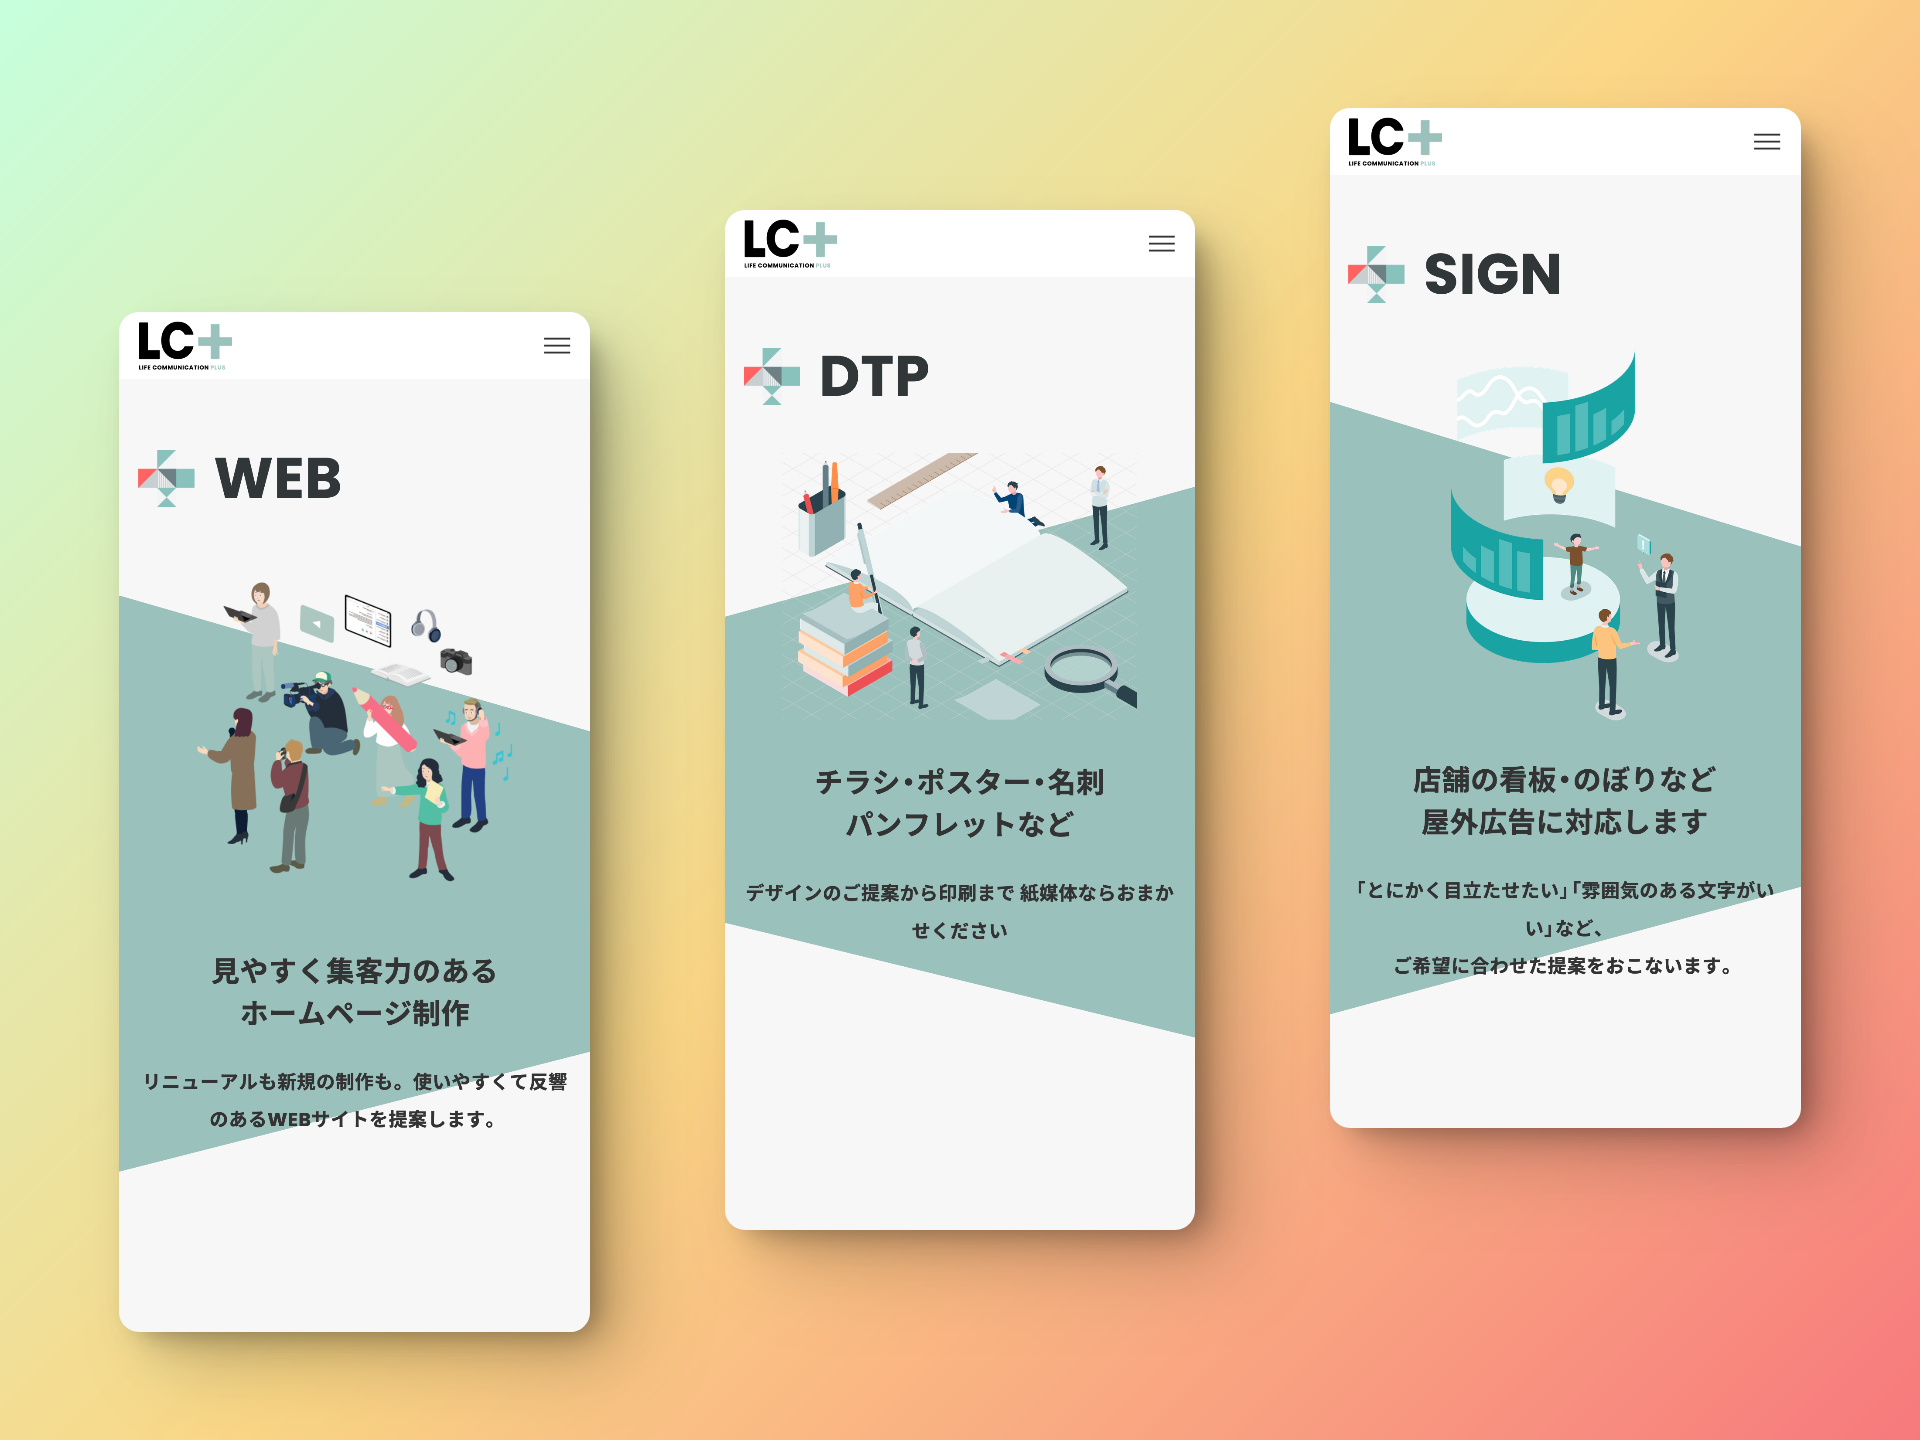 LC+
LIFE COMMUNICATION PLUS
WEB
見やすく集客力のある
ホームページ制作
リニューアルも新規の制作も。使いやすくて反響
のあるWEBサイトを提案します。
LC+
LIFE COMMUNICATION PLUS
DTP
チラシ・ポスター・名刺
パンフレットなど
デザインのご提案から印刷まで 紙媒体ならおまか
せください
LC+
LIFE COMMUNICATION PLUS
SIGN
店舗の看板・のぼりなど
屋外広告に対応します
「とにかく目立たせたい」「雰囲気のある文字がい
い」など、
ご希望に合わせた提案をおこないます。